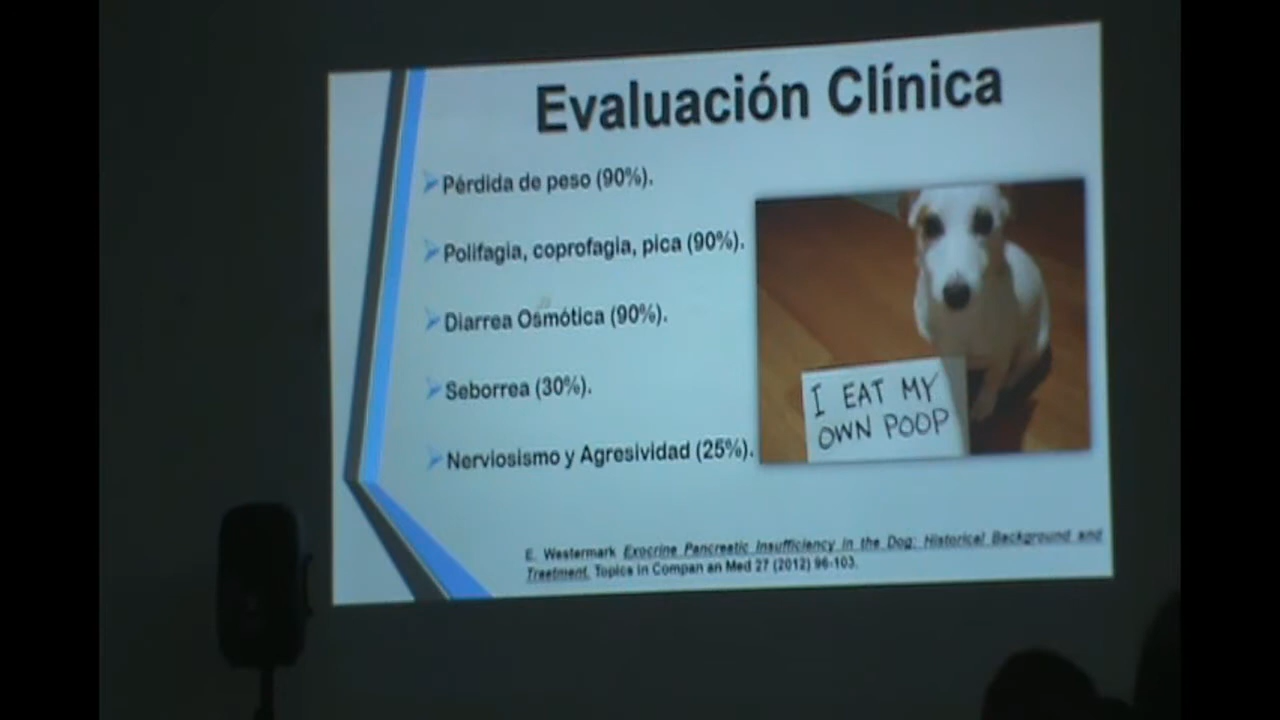 Evaluación Clínica
Pérdida de peso (90%).
Polifagia, coprofagia, pica (90%).
Diarrea Osmótica (90%).
Seborrea (30%).
Nerviosismo y Agresividad (25%).
I EAT MY
OWN POOP
E. Westermark Exocrine Pancreatic Insufficiency in the Dog: Historical Background and
Treatment. Topics in Compan an Med 27 (2012) 96-103.